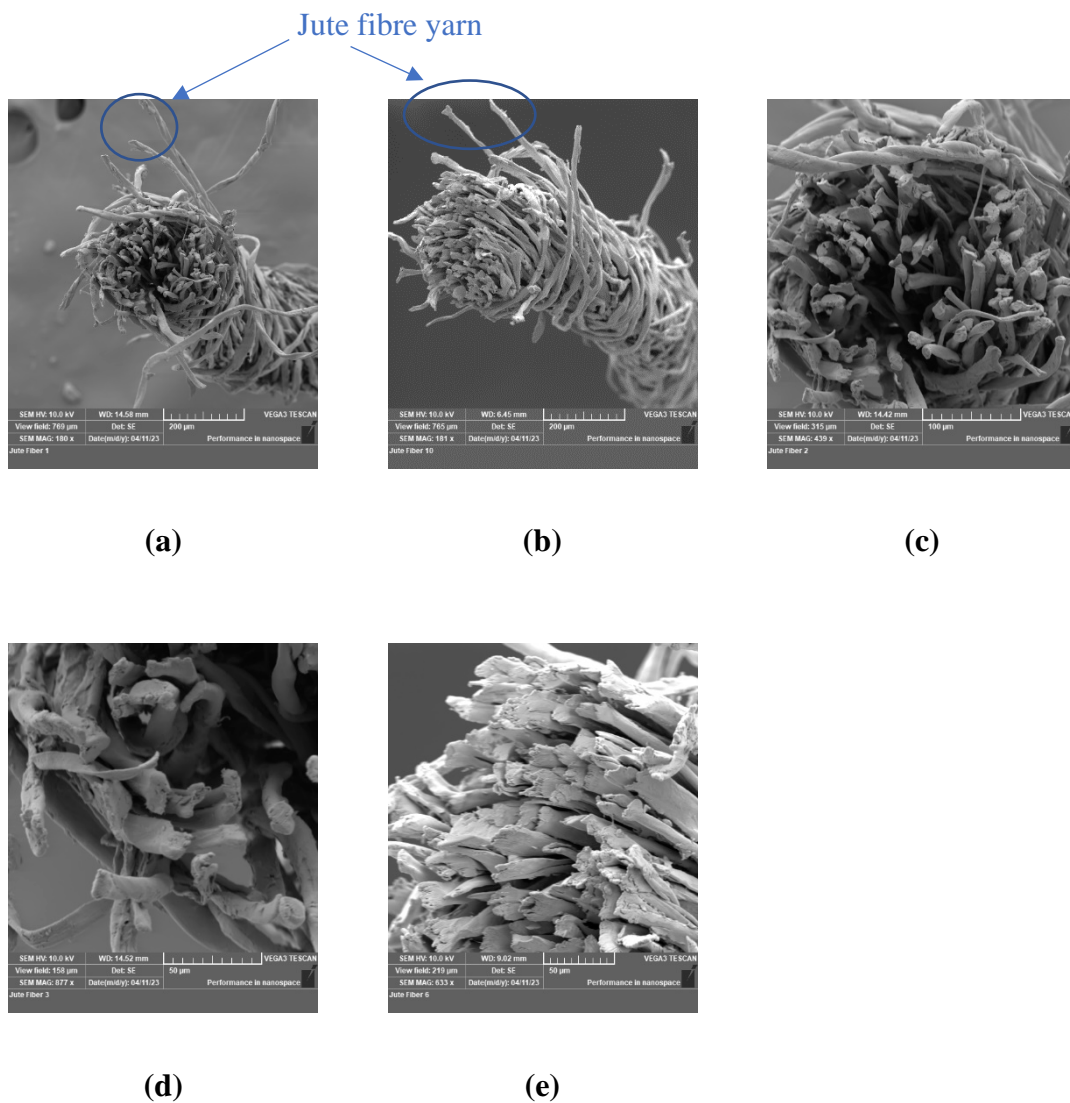 Jute fibre yarn
SEM HV: 10.0 kV WD: 14.58 mm VEGA3 TESCAN
View field: 769 µm Det: SE 200 µm
SEM MAG: 180 x Date(m/d/y): 04/11/23 Performance in nanospace
Jute Fiber 1
SEM HV: 10.0 kV WD: 6.45 mm VEGA3 TESCAN
View field: 765 µm Det: SE 200 µm
SEM MAG: 181 x Date(m/d/y): 04/11/23 Performance in nanospace
Jute Fiber 10
SEM HV: 10.0 kV WD: 14.42 mm VEGA3 TESCAN
View field: 315 µm Det: SE 100 µm
SEM MAG: 439 x Date(m/d/y): 04/11/23 Performance in nanospace
Jute Fiber 2
(a)
(b)
(c)
SEM HV: 10.0 kV WD: 14.52 mm VEGA3 TESCAN
View field: 158 µm Det: SE 50 µm
SEM MAG: 877 x Date(m/d/y): 04/11/23 Performance in nanospace
Jute Fiber 3
SEM HV: 10.0 kV WD: 9.02 mm VEGA3 TESCAN
View field: 219 µm Det: SE 50 µm
SEM MAG: 633 x Date(m/d/y): 04/11/23 Performance in nanospace
Jute Fiber 6
(d)
(e)